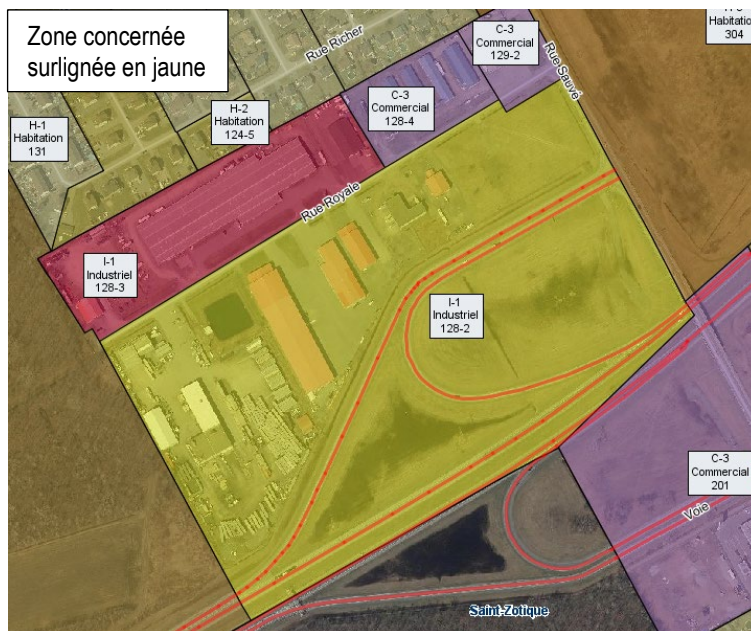 Zone concernée
surlignée en jaune
Rue Richer
C-3
Commercial
129-2
Rue Sauvé
Habitation
304
H-1
Habitation
131
H-2
Habitation
124-5
C-3
Commercial
128-4
Rue Royale
I-1
Industriel
128-3
I-1
Industriel
128-2
C-3
Commercial
201
Voie
Saint-Zotique